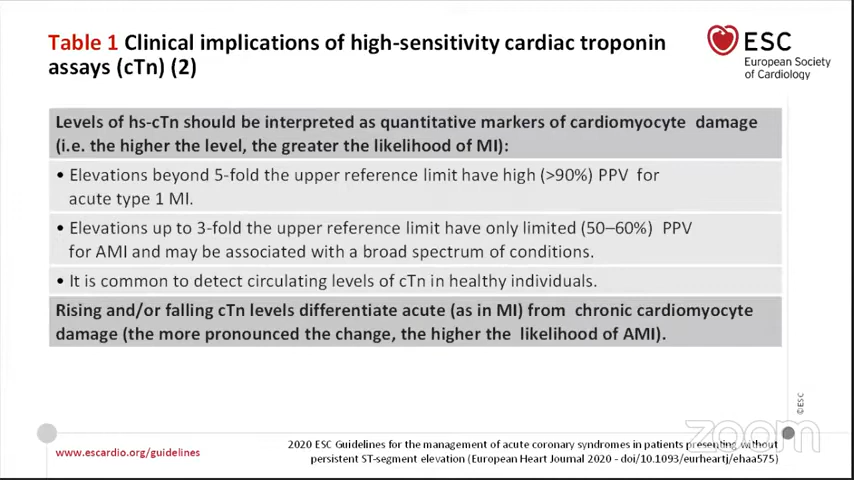 Table 1 Clinical implications of high-sensitivity cardiac troponin
assays (cTn) (2)
ESC
European Society
of Cardiology
Levels of hs-cTn should be interpreted as quantitative markers of cardiomyocyte damage
(i.e. the higher the level, the greater the likelihood of MI):
• Elevations beyond 5-fold the upper reference limit have high (>90%) PPV for
acute type 1 MI.
• Elevations up to 3-fold the upper reference limit have only limited (50–60%) PPV
for AMI and may be associated with a broad spectrum of conditions.
• It is common to detect circulating levels of cTn in healthy individuals.
Rising and/or falling cTn levels differentiate acute (as in MI) from chronic cardiomyocyte
damage (the more pronounced the change, the higher the likelihood of AMI).
©ESC
zoom
www.escardio.org/guidelines
2020 ESC Guidelines for the management of acute coronary syndromes in patients presenting without
persistent ST-segment elevation (European Heart Journal 2020 - doi/10.1093/eurheartj/ehaa575)